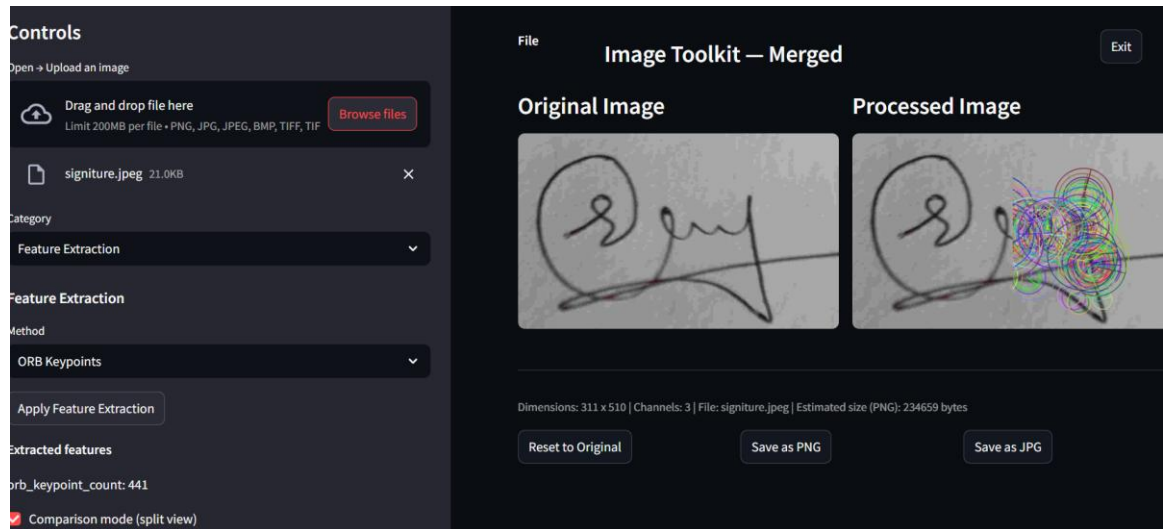 Controls
Open → Upload an image
Drag and drop file here
Limit 200MB per file • PNG, JPG, JPEG, BMP, TIFF, TIF
Browse files
signiture.jpeg 21.0KB
Category
Feature Extraction
Feature Extraction
Method
ORB Keypoints
Apply Feature Extraction
Extracted features
orb_keypoint_count: 441
Comparison mode (split view)
File
Image Toolkit — Merged
Exit
Original Image
Processed Image
Dimensions: 311 x 510 | Channels: 3 | File: signiture.jpeg | Estimated size (PNG): 234659 bytes
Reset to Original
Save as PNG
Save as JPG